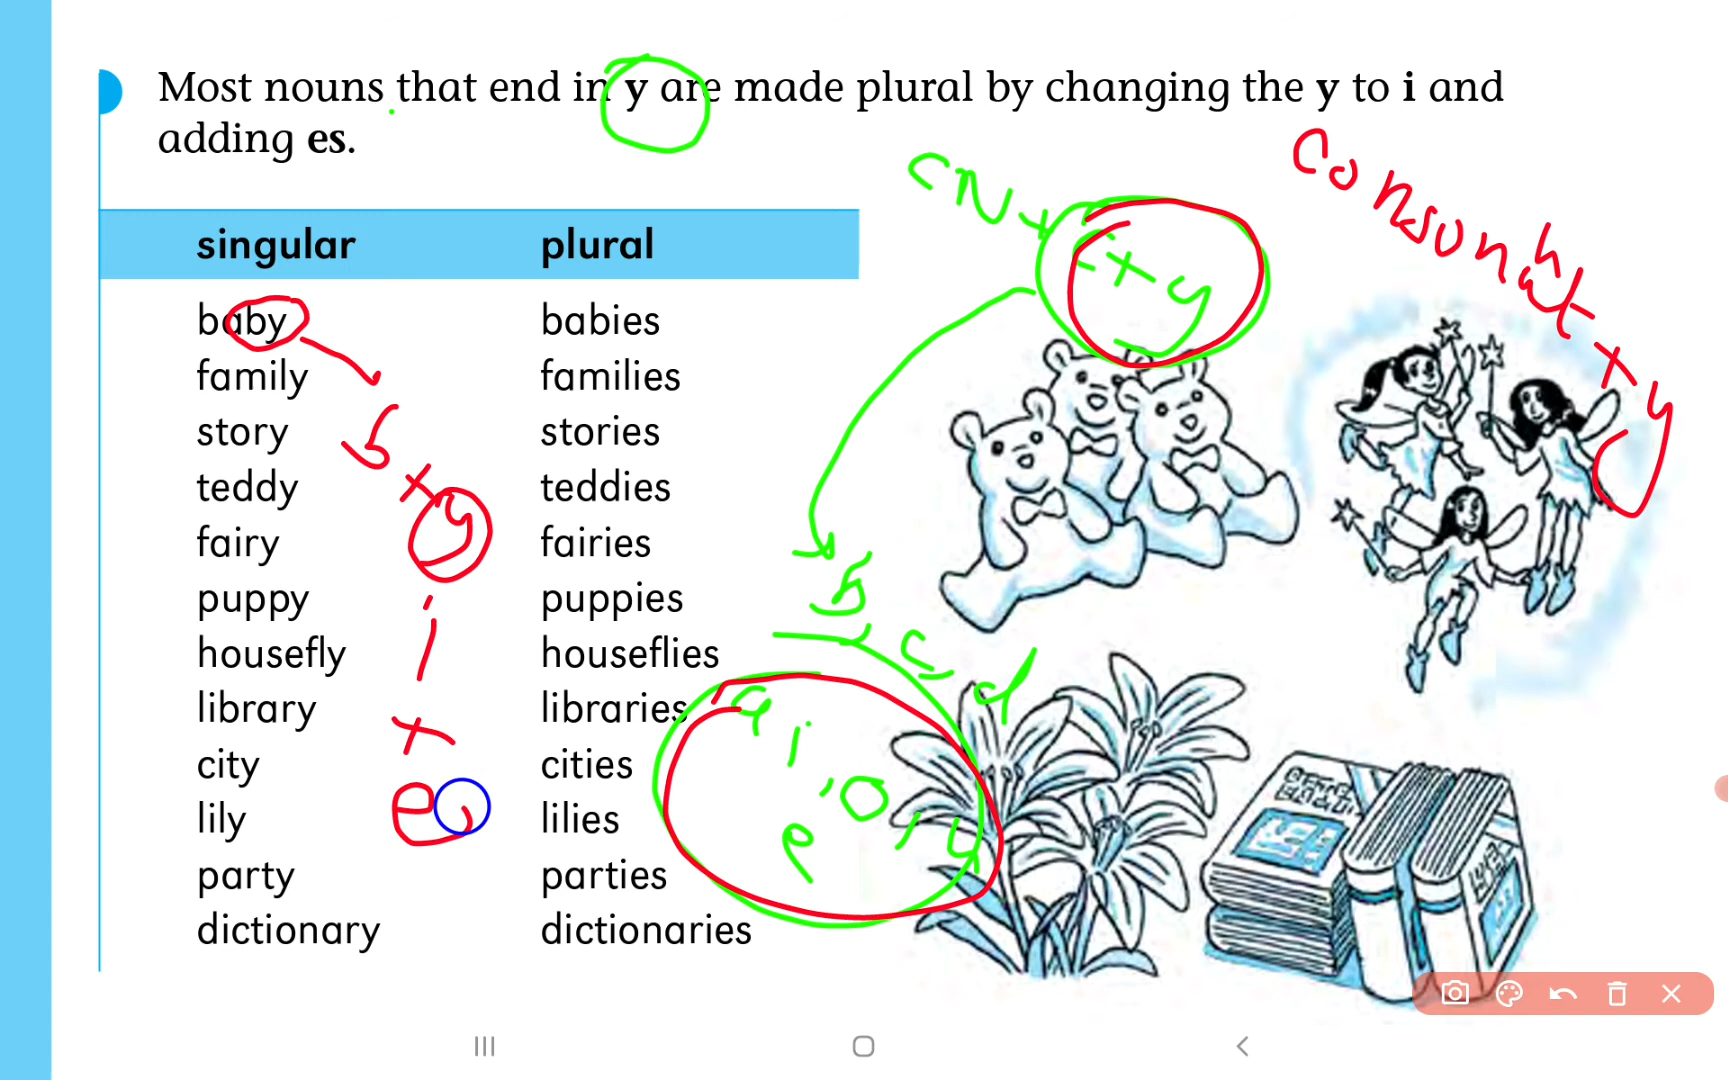 Most nouns that end in y are made plural by changing the y to i and
adding es.
singular plural
baby babies
family families
story stories
teddy teddies
fairy fairies
puppy puppies
housefly houseflies
library libraries
city cities
lily lilies
party parties
dictionary dictionaries
CN +
c + y
Consonant + y
b + y
i
+
e
b, c, d
a i, o, u
e